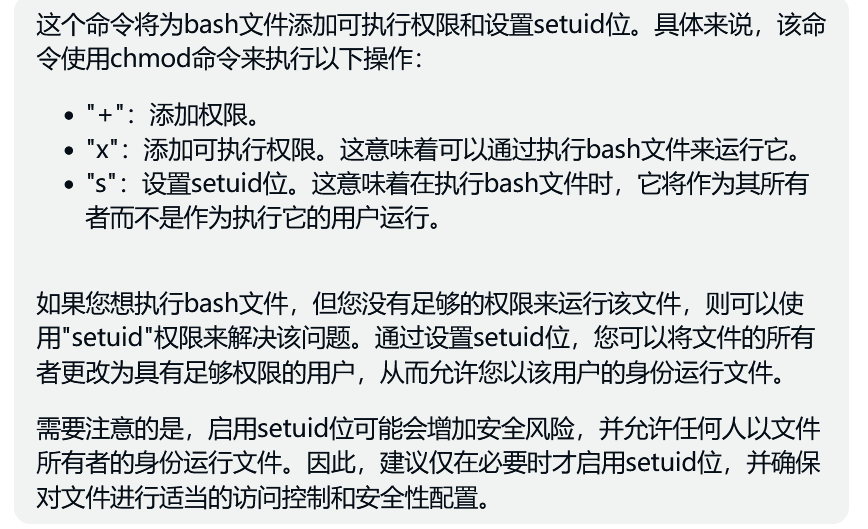 这个命令将为bash文件添加可执行权限和设置setuid位。具体来说，该命
令使用chmod命令来执行以下操作：
• "+"：添加权限。
• "x"：添加可执行权限。这意味着可以通过执行bash文件来运行它。
• "s"：设置setuid位。这意味着在执行bash文件时，它将作为其所有
者而不是作为执行它的用户运行。
如果您想执行bash文件，但您没有足够的权限来运行该文件，则可以使
用"setuid"权限来解决该问题。通过设置setuid位，您可以将文件的所有
者更改为具有足够权限的用户，从而允许您以该用户的身份运行文件。
需要注意的是，启用setuid位可能会增加安全风险，并允许任何人以文件
所有者的身份运行文件。因此，建议仅在必要时才启用setuid位，并确保
对文件进行适当的访问控制和安全性配置。